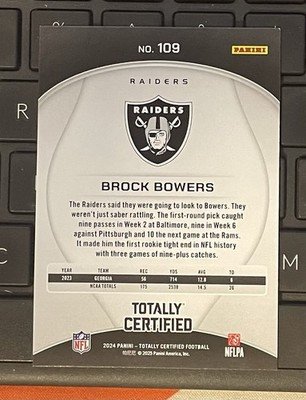 NO. 109
PANINI
RAIDERS
RAIDERS
BROCK BOWERS
The Raiders said they were going to look to Bowers. They
weren't just saber rattling. The first-round pick caught
nine passes in Week 2 at Baltimore, nine in Week 6
against Pittsburgh and 10 the next game at the Rams.
It made him the first rookie tight end in NFL history
with three games of nine-plus catches.
YEAR TEAM REC YDS AVG TD
2023 GEORGIA 56 714 12.8 6
NCAA TOTALS 175 2538 14.5 26
TOTALLY
CERTIFIED
NFL
NFLPA
2024 PANINI – TOTALLY CERTIFIED FOOTBALL
© 2025 Panini America, Inc.
R